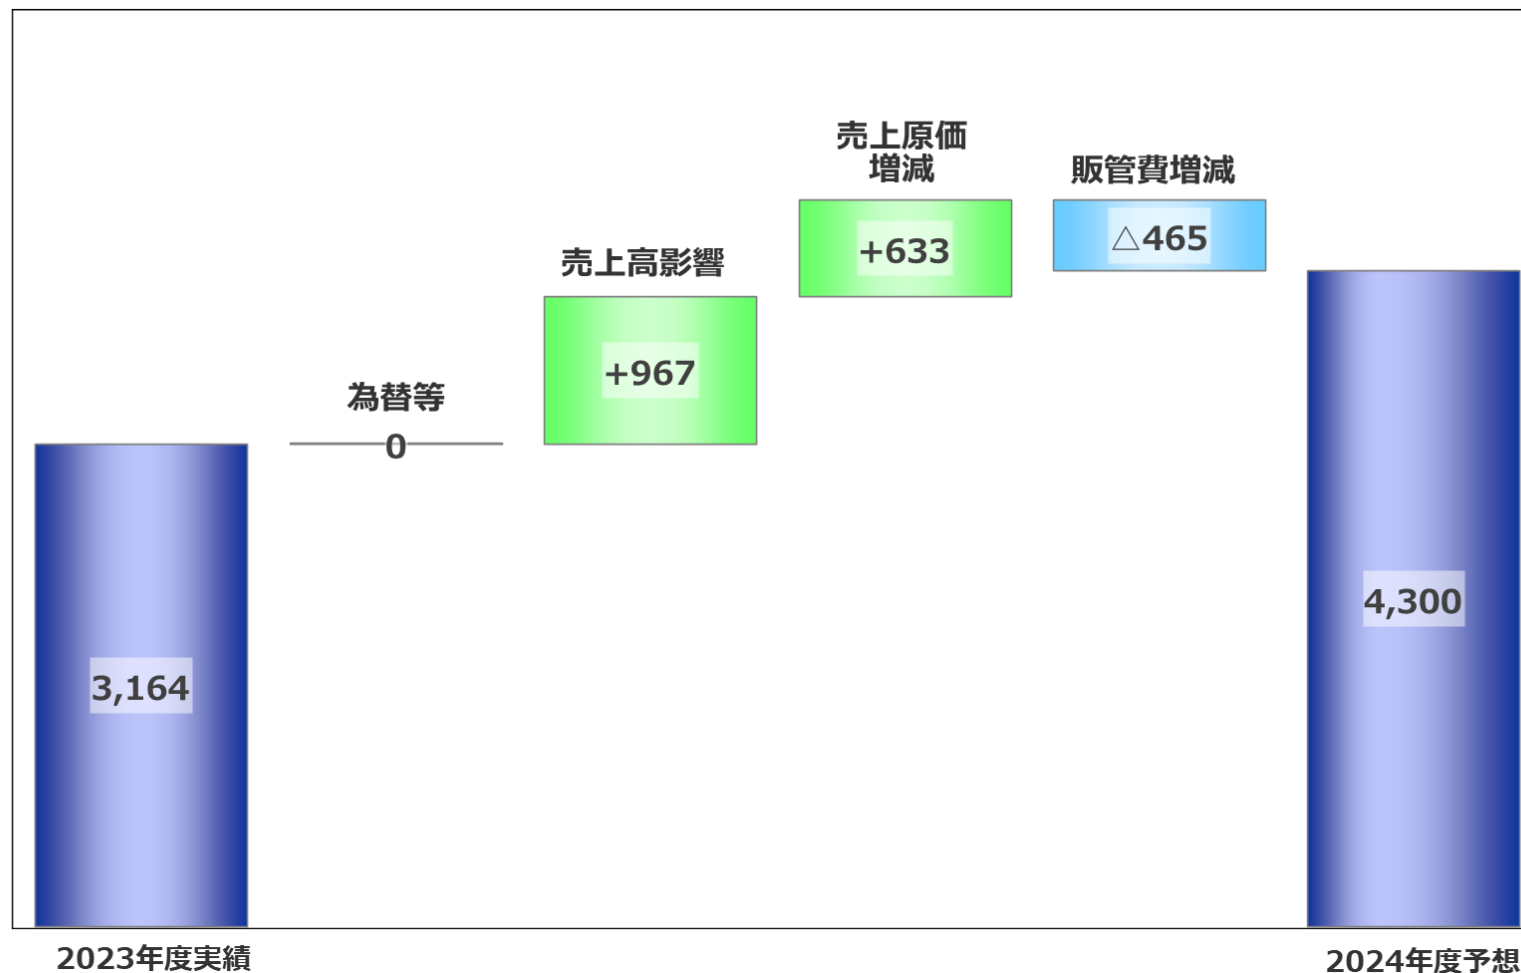 売上原価
増減
販管費増減
+633
△465
売上高影響
+967
為替等
0
3,164
4,300
2023年度実績
2024年度予想